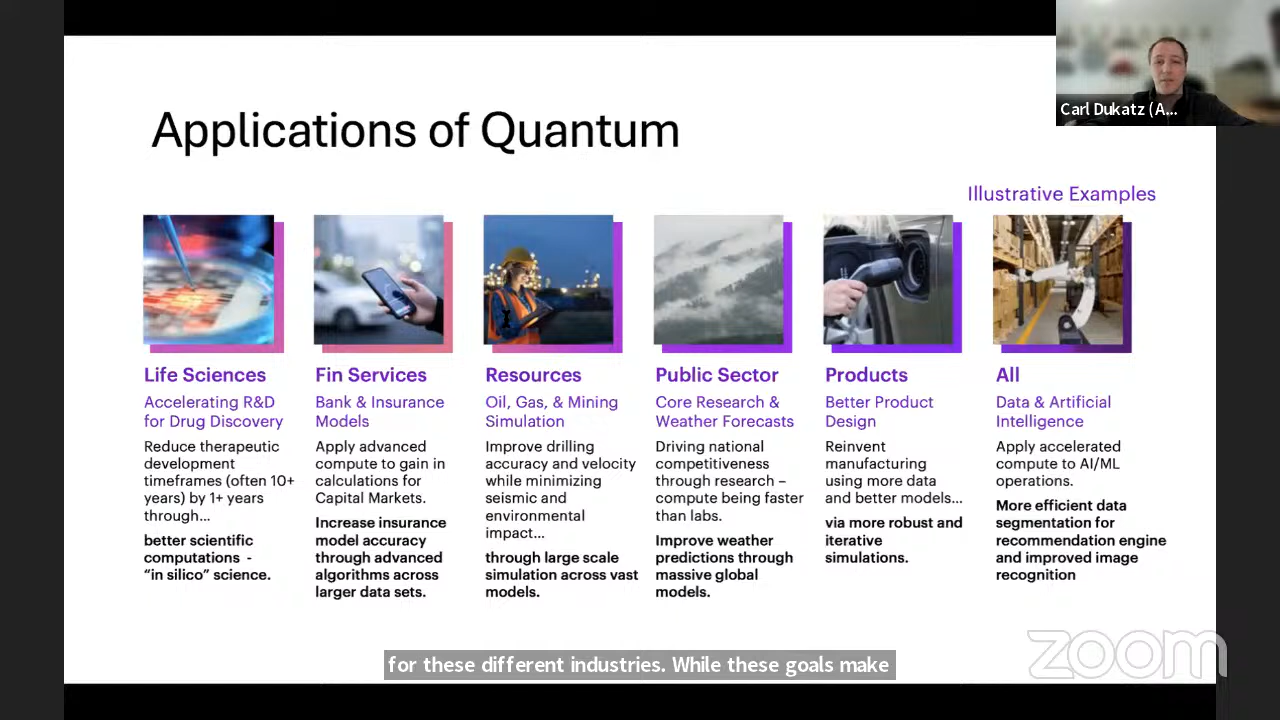 Carl Dukatz (A...
Applications of Quantum
Illustrative Examples
Life Sciences
Accelerating R&D
for Drug Discovery
Reduce therapeutic
development
timeframes (often 10+
years) by 1+ years
through...
better scientific
computations -
“in silico” science.
Fin Services
Bank & Insurance
Models
Apply advanced
compute to gain in
calculations for
Capital Markets.
Increase insurance
model accuracy
through advanced
algorithms across
larger data sets.
Resources
Oil, Gas, & Mining
Simulation
Improve drilling
accuracy and velocity
while minimizing
seismic and
environmental
impact...
through large scale
simulation across vast
models.
Public Sector
Core Research &
Weather Forecasts
Driving national
competitiveness
through research –
compute being faster
than labs.
Improve weather
predictions through
massive global
models.
Products
Better Product
Design
Reinvent
manufacturing
using more data
and better models...
via more robust and
iterative
simulations.
All
Data & Artificial
Intelligence
Apply accelerated
compute to AI/ML
operations.
More efficient data
segmentation for
recommendation engine
and improved image
recognition
for these different industries. While these goals make
zoom